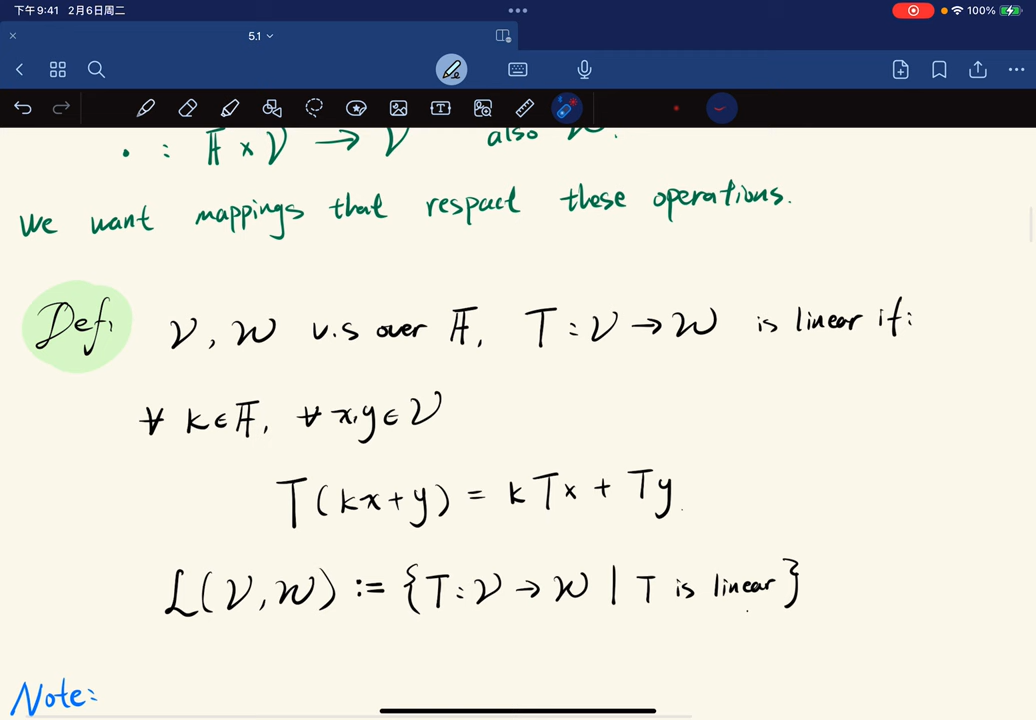 下午9:41 2月6日周二
100%
5.1
· : 𝔽 × V → V also W.
We want mappings that respect these operations.
Def: V, W v.s over 𝔽, T : V → W is linear if:
∀ k ∈ 𝔽, ∀ x, y ∈ V
T(kx+y) = kTx + Ty.
L(V, W) := {T : V → W | T is linear}
Note: